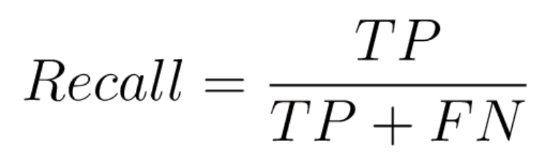 Recall = TP / TP + FN